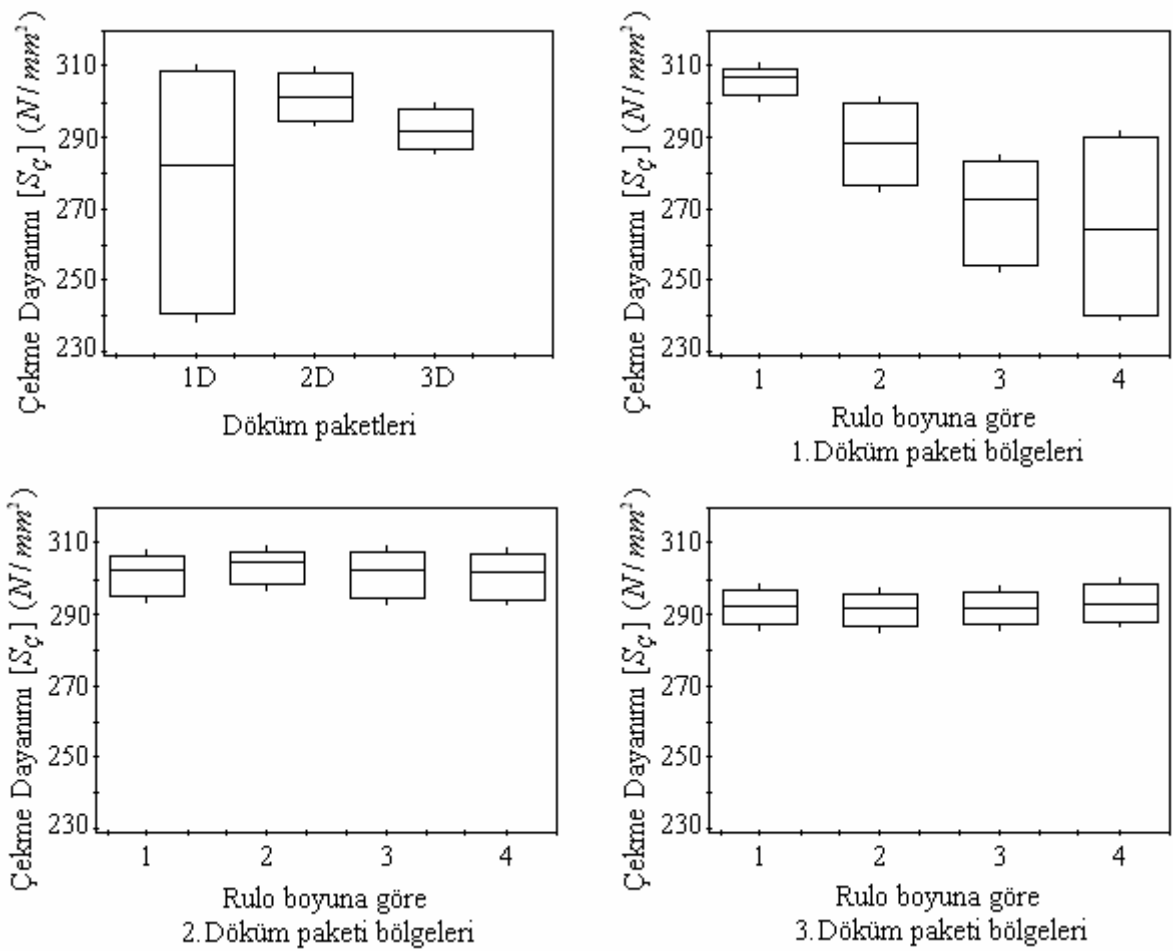 Çekme Dayanımı [S_Ç] (N/mm²)
310
290
270
250
230
1D 2D 3D
Döküm paketleri
Çekme Dayanımı [S_Ç] (N/mm²)
310
290
270
250
230
1 2 3 4
Rulo boyuna göre
1.Döküm paketi bölgeleri
Çekme Dayanımı [S_Ç] (N/mm²)
310
290
270
250
230
1 2 3 4
Rulo boyuna göre
2.Döküm paketi bölgeleri
Çekme Dayanımı [S_Ç] (N/mm²)
310
290
270
250
230
1 2 3 4
Rulo boyuna göre
3.Döküm paketi bölgeleri